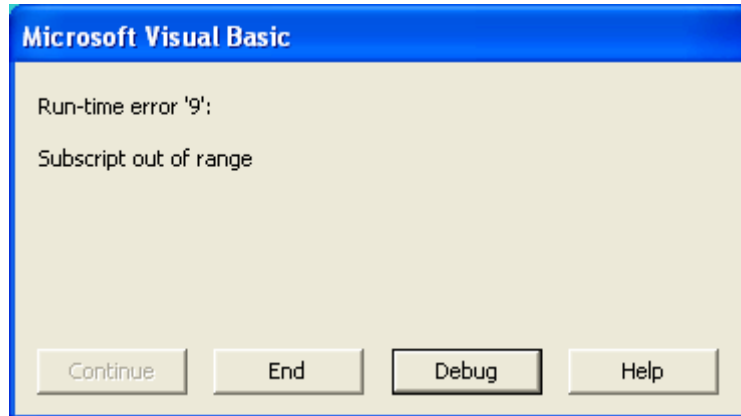 Microsoft Visual Basic
Run-time error '9':
Subscript out of range
Continue End Debug Help